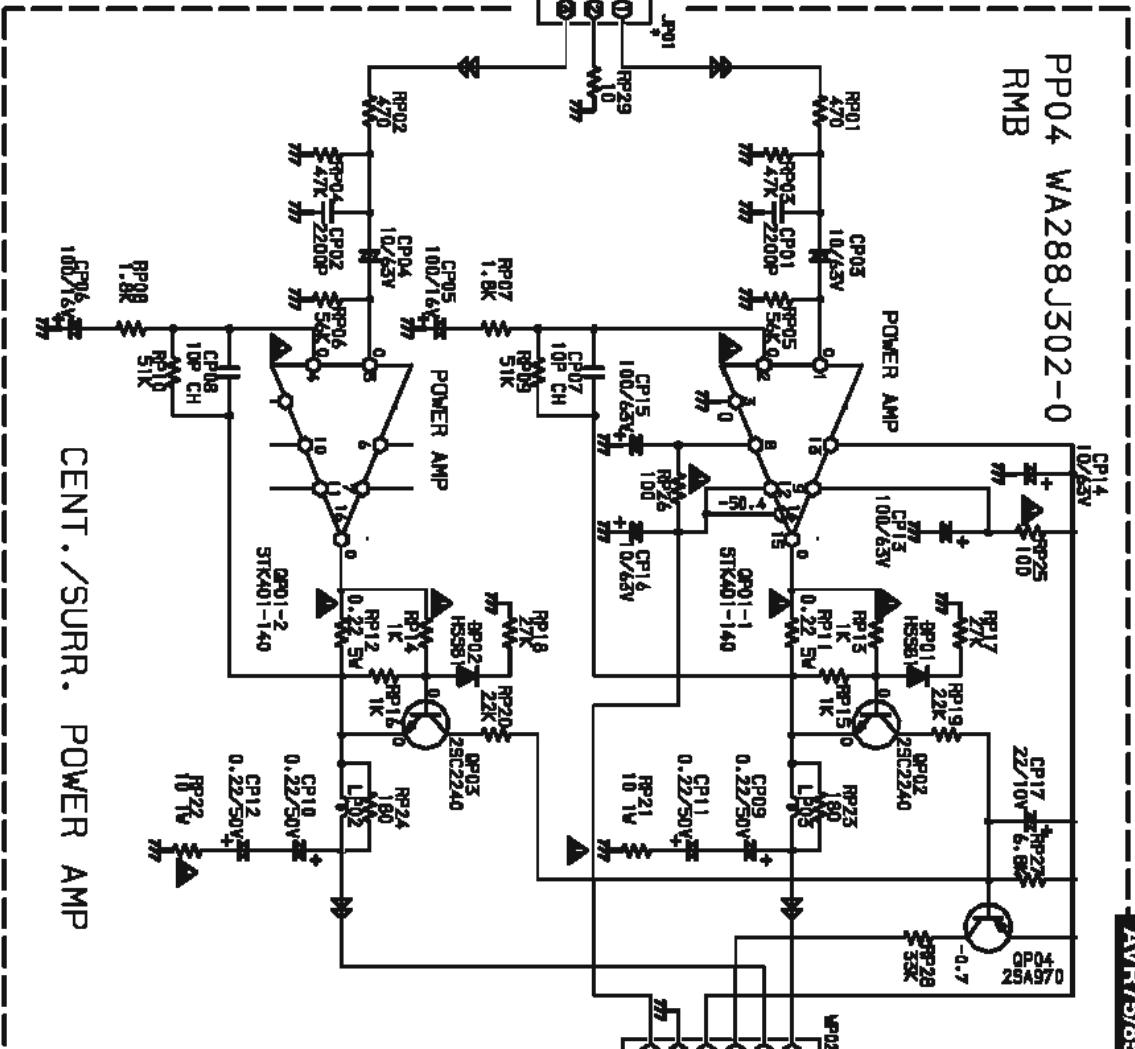 PP04 WA288J302-0
RMB
JP01
*
RP29
10
RP01
470
RP02
470
RP03
47K
CP01
2200P
CP03
10/63V
RP05
56K
RP04
47K
CP02
2200P
CP04
10/63V
RP06
56K
POWER AMP
POWER AMP
CP05
100/16V
RP07
1.8K
CP07
10P CH
RP09
51K
CP06
100/16V
RP08
1.8K
CP08
10P CH
RP10
51K
CP15
100/63V
RP26
100
CP16
10/63V
-50.4
CP13
100/63V
CP14
10/63V
RP25
100
QP01-1
STK401-140
QP01-2
STK401-140
RP11
0.22 5W
RP13
1K
RP15
1K
RP17
27K
DP01
HSS81
RP19
22K
QP02
2SC2240
RP12
0.22 5W
RP14
1K
RP16
1K
RP18
27K
DP02
HSS81
RP20
22K
QP03
2SC2240
RP23
180
LP03
CP09
0.22/50V
CP11
0.22/50V
RP21
10 1W
RP24
180
LP02
CP10
0.22/50V
CP12
0.22/50V
RP22
10 1W
CP17
22/10V
RP27
6.8K
QP04
2SA970
-0.7
RP28
33K
CENT./SURR. POWER AMP